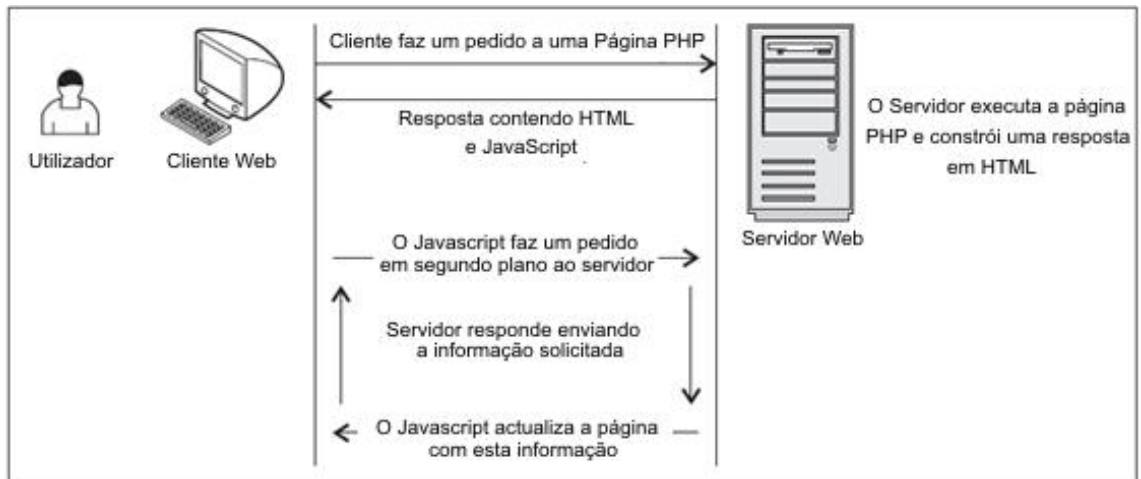 Cliente faz um pedido a uma Página PHP
Resposta contendo HTML
e JavaScript
Utilizador
Cliente Web
O Servidor executa a página
PHP e constrói uma resposta
em HTML
Servidor Web
O Javascript faz um pedido
em segundo plano ao servidor
Servidor responde enviando
a informação solicitada
O Javascript actualiza a página
com esta informação